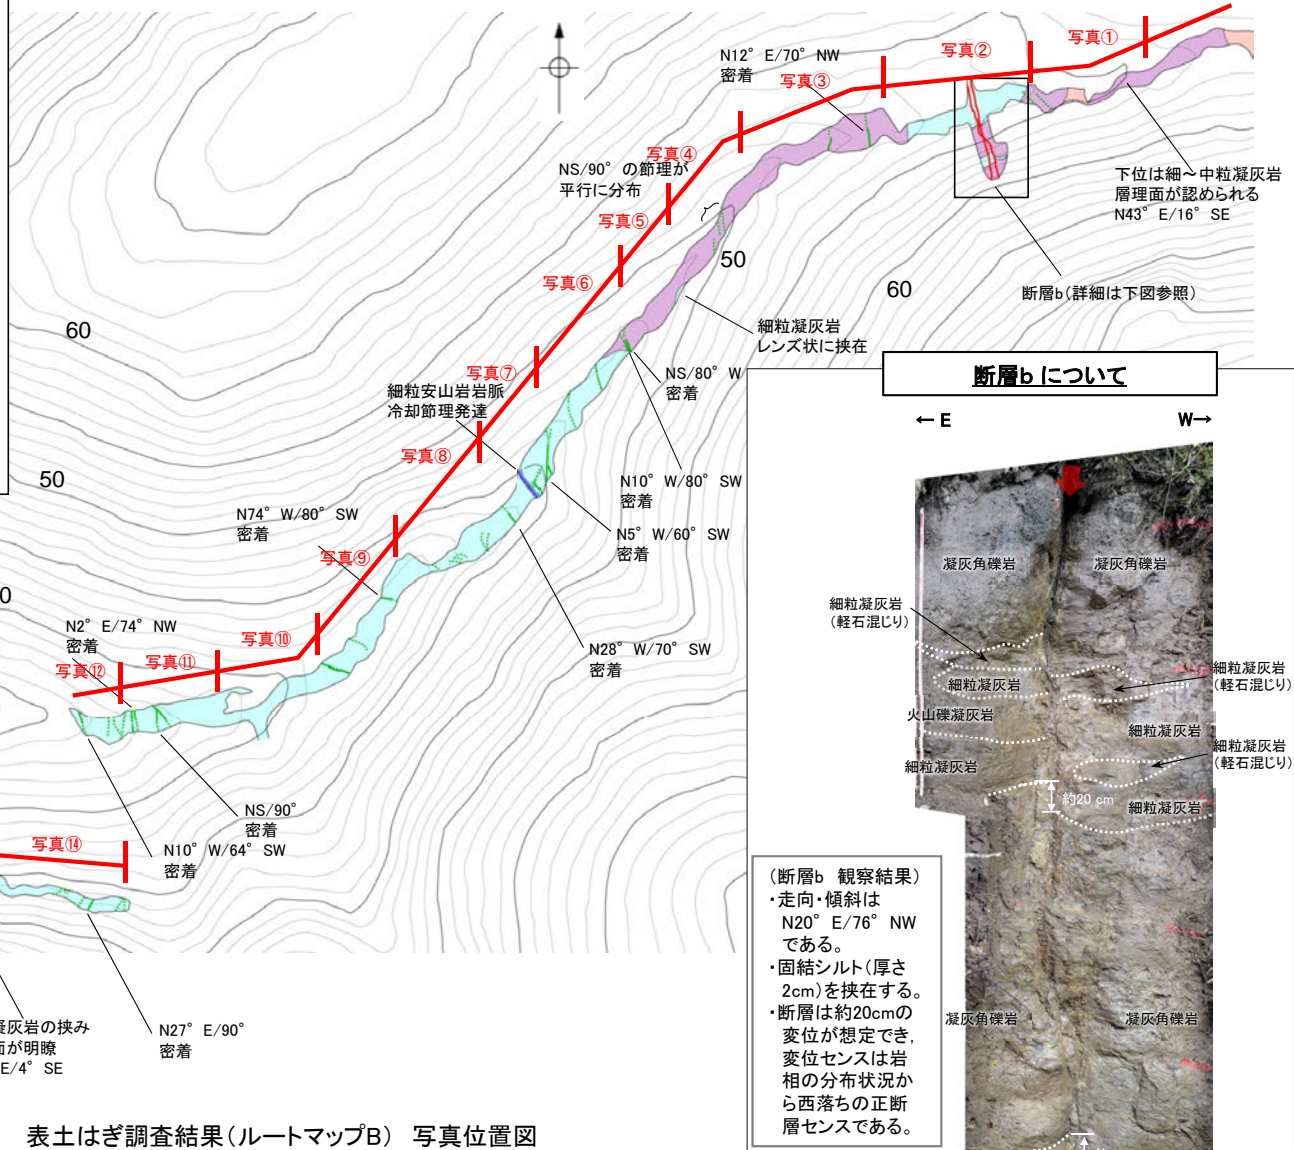 N12° E/70° NW
密着
写真③
写真②
写真①
写真④
NS/90° の節理が
平行に分布
写真⑤
写真⑥
下位は細～中粒凝灰岩
層理面が認められる
N43° E/16° SE
50
60
断層b(詳細は下図参照)
60
細粒凝灰岩
レンズ状に挟在
写真⑦
細粒安山岩岩脈
冷却節理発達
NS/80° W
密着
写真⑧
50
N10° W/80° SW
密着
N74° W/80° SW
密着
N5° W/60° SW
密着
写真⑨
0
N2° E/74° NW
密着
写真⑩
写真⑪
写真⑫
N28° W/70° SW
密着
NS/90°
密着
N10° W/64° SW
密着
写真⑭
N27° E/90°
密着
凝灰岩の挟み
面が明瞭
E/4° SE
表土はぎ調査結果(ルートマップB) 写真位置図
断層b について
← E
W→
凝灰角礫岩
凝灰角礫岩
細粒凝灰岩
(軽石混じり)
細粒凝灰岩
細粒凝灰岩
(軽石混じり)
火山礫凝灰岩
細粒凝灰岩
細粒凝灰岩
(軽石混じり)
細粒凝灰岩
約20 cm
細粒凝灰岩
凝灰角礫岩
凝灰角礫岩
(断層b 観察結果)
・走向・傾斜は
N20° E/76° NW
である。
・固結シルト(厚さ
2cm)を挟在する。
・断層は約20cmの
変位が想定でき,
変位センスは岩
相の分布状況か
ら西落ちの正断
層センスである。